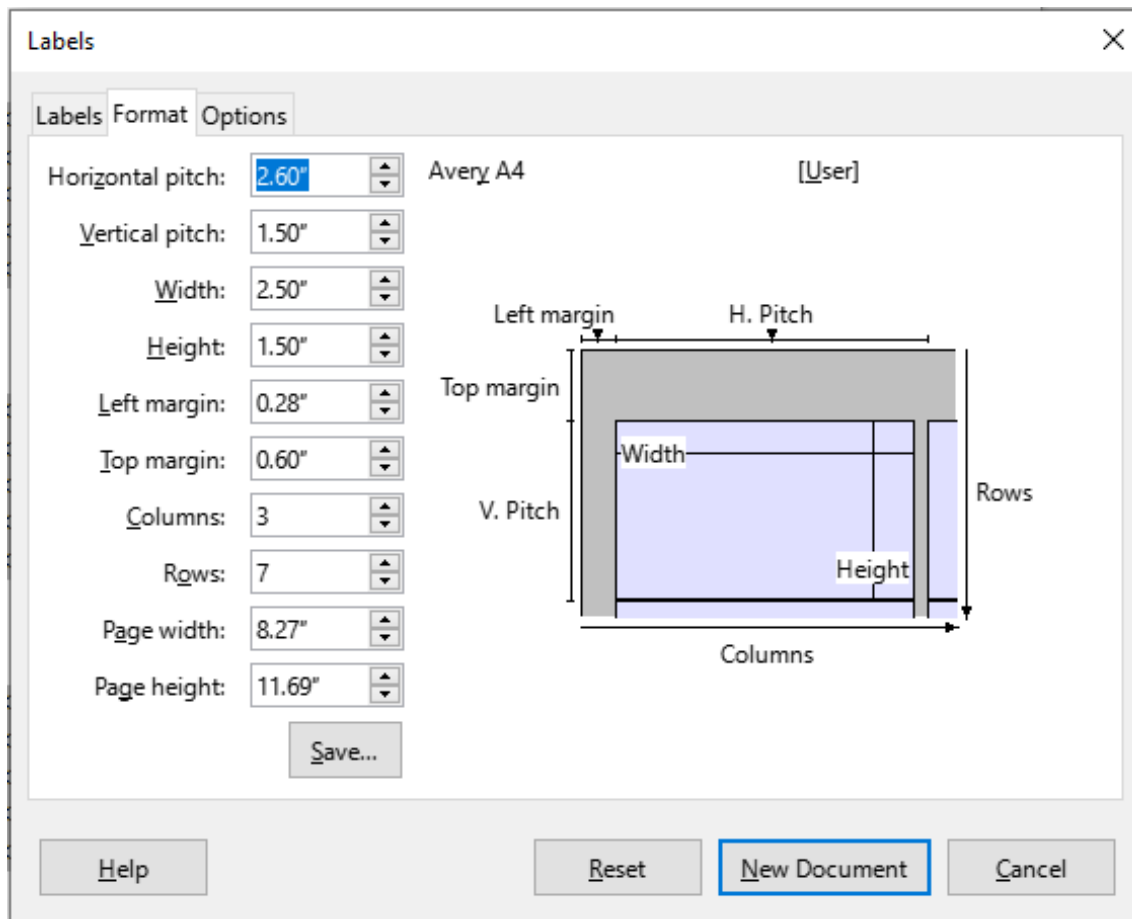 Labels
Labels Format Options
Horizontal pitch: 2.60" Avery A4 [User]
Vertical pitch: 1.50"
Width: 2.50"
Height: 1.50"
Left margin: 0.28"
Top margin: 0.60"
Columns: 3
Rows: 7
Page width: 8.27"
Page height: 11.69"
Save...
Left margin H. Pitch
Top margin
Width
V. Pitch
Rows
Height
Columns
Help Reset New Document Cancel